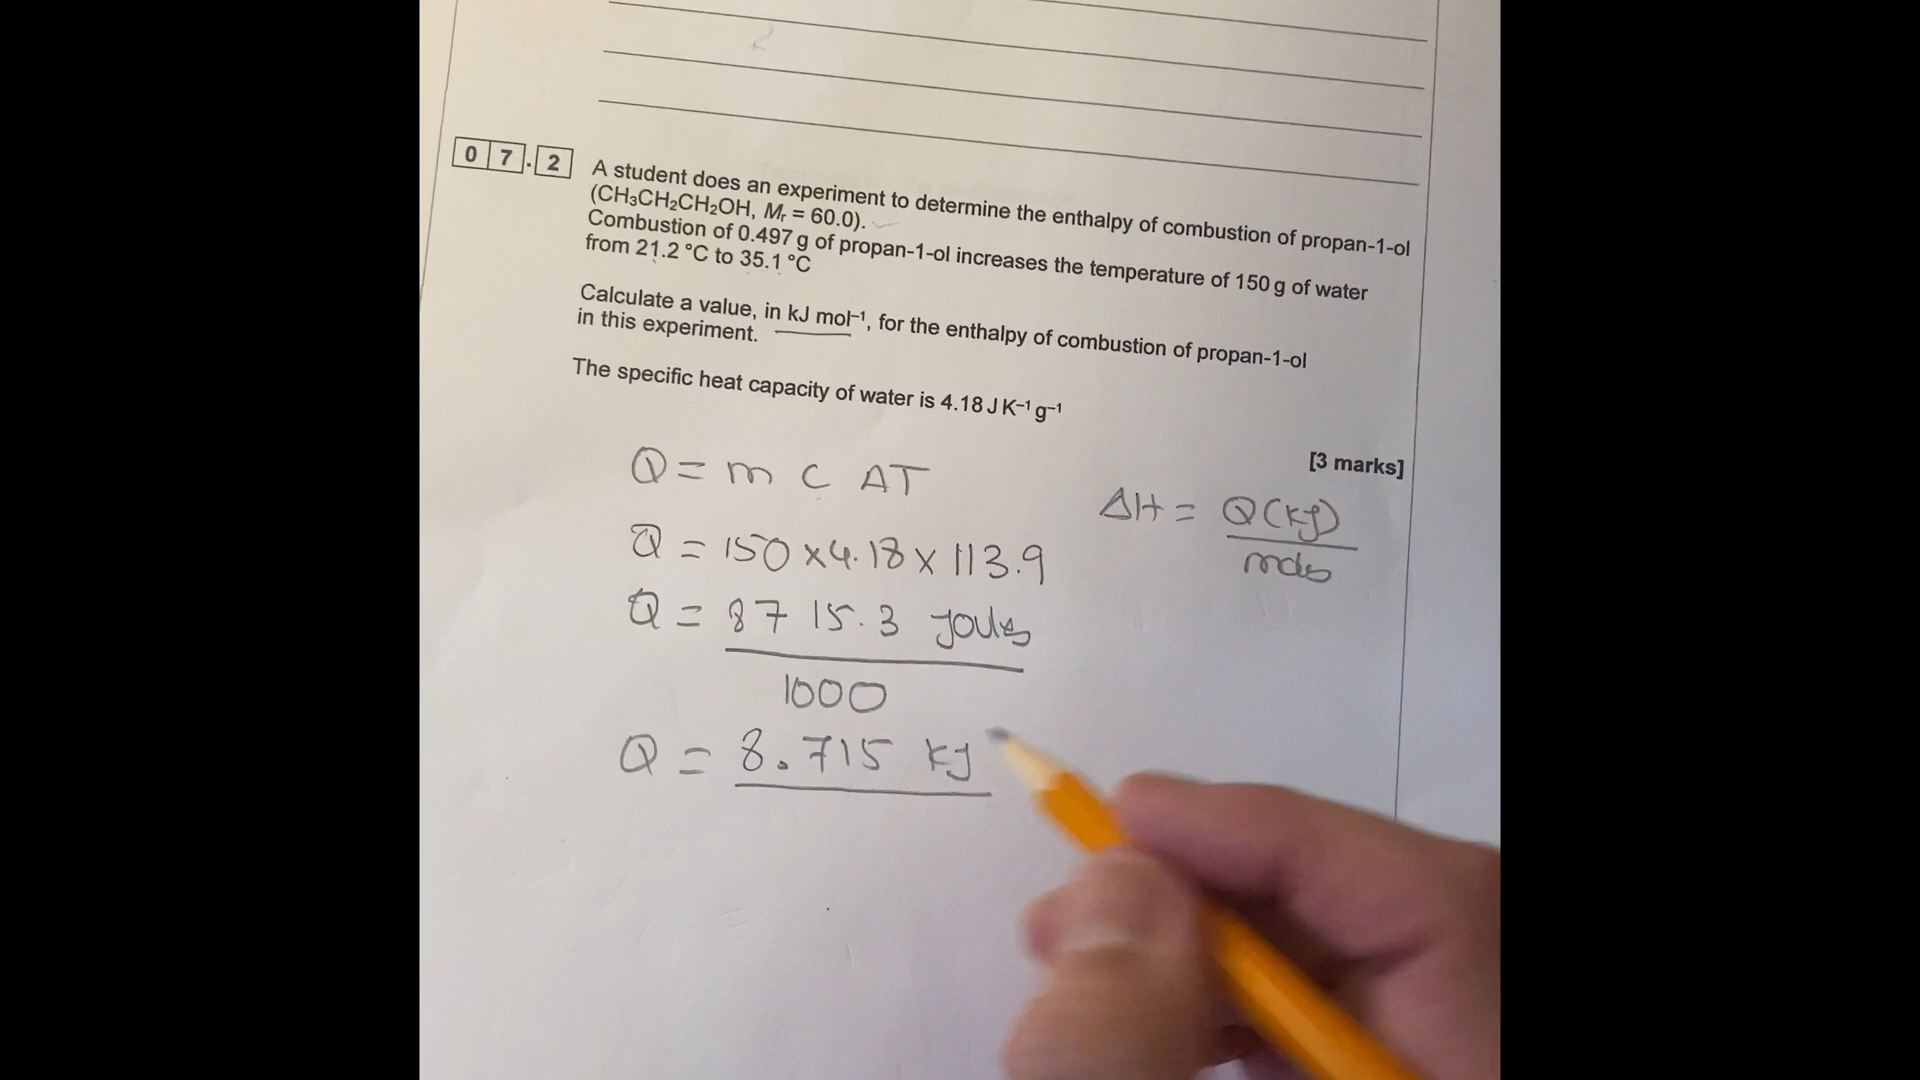 07.2
A student does an experiment to determine the enthalpy of combustion of propan-1-ol
(CH₃CH₂CH₂OH, Mᵣ = 60.0).
Combustion of 0.497 g of propan-1-ol increases the temperature of 150 g of water
from 21.2 °C to 35.1 °C
Calculate a value, in kJ mol⁻¹, for the enthalpy of combustion of propan-1-ol
in this experiment.
The specific heat capacity of water is 4.18 J K⁻¹ g⁻¹
[3 marks]
Q = m c ΔT
Q = 150 x 4.18 x 113.9
Q = 8715.3 joules
1000
Q = 8.715 kJ
ΔH = Q(kJ)
moles